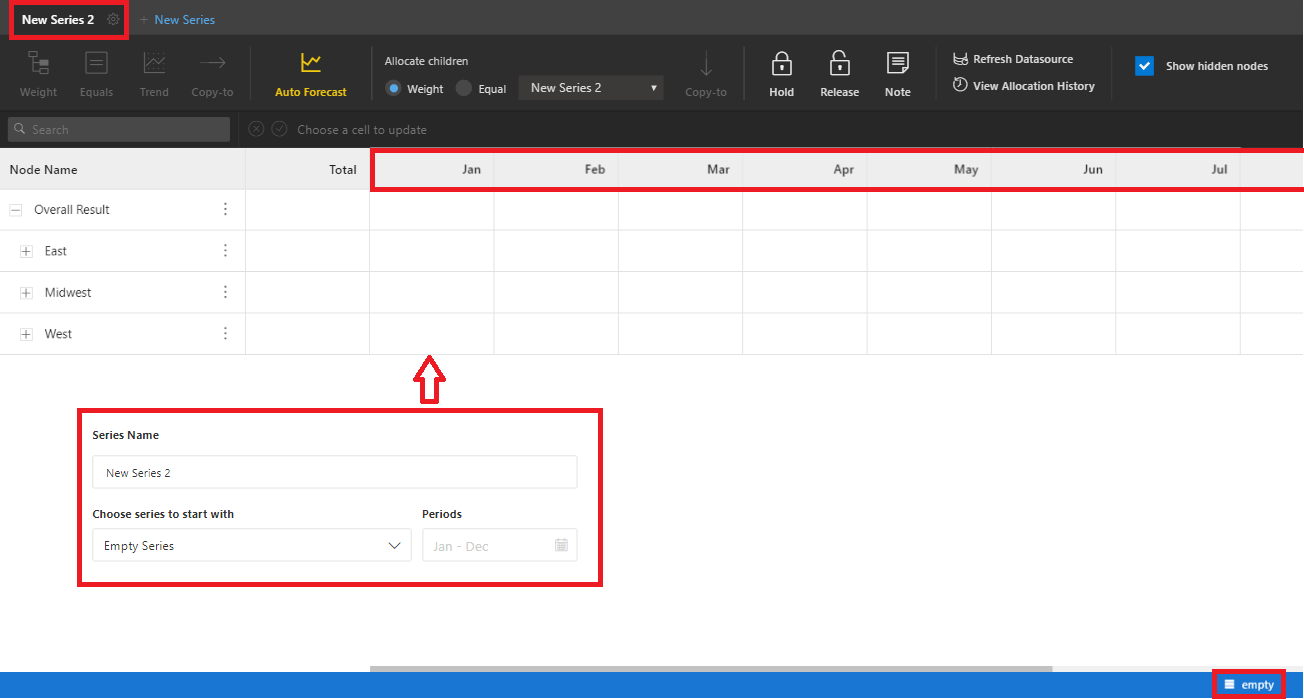 New Series 2
+ New Series
Weight
Equals
Trend
Copy-to
Auto Forecast
Allocate children
Weight
Equal
New Series 2
Copy-to
Hold
Release
Note
Refresh Datasource
View Allocation History
Show hidden nodes
Search
Choose a cell to update
Node Name Total Jan Feb Mar Apr May Jun Jul
Overall Result
East
Midwest
West
Series Name
New Series 2
Choose series to start with
Periods
Empty Series
Jan - Dec
empty